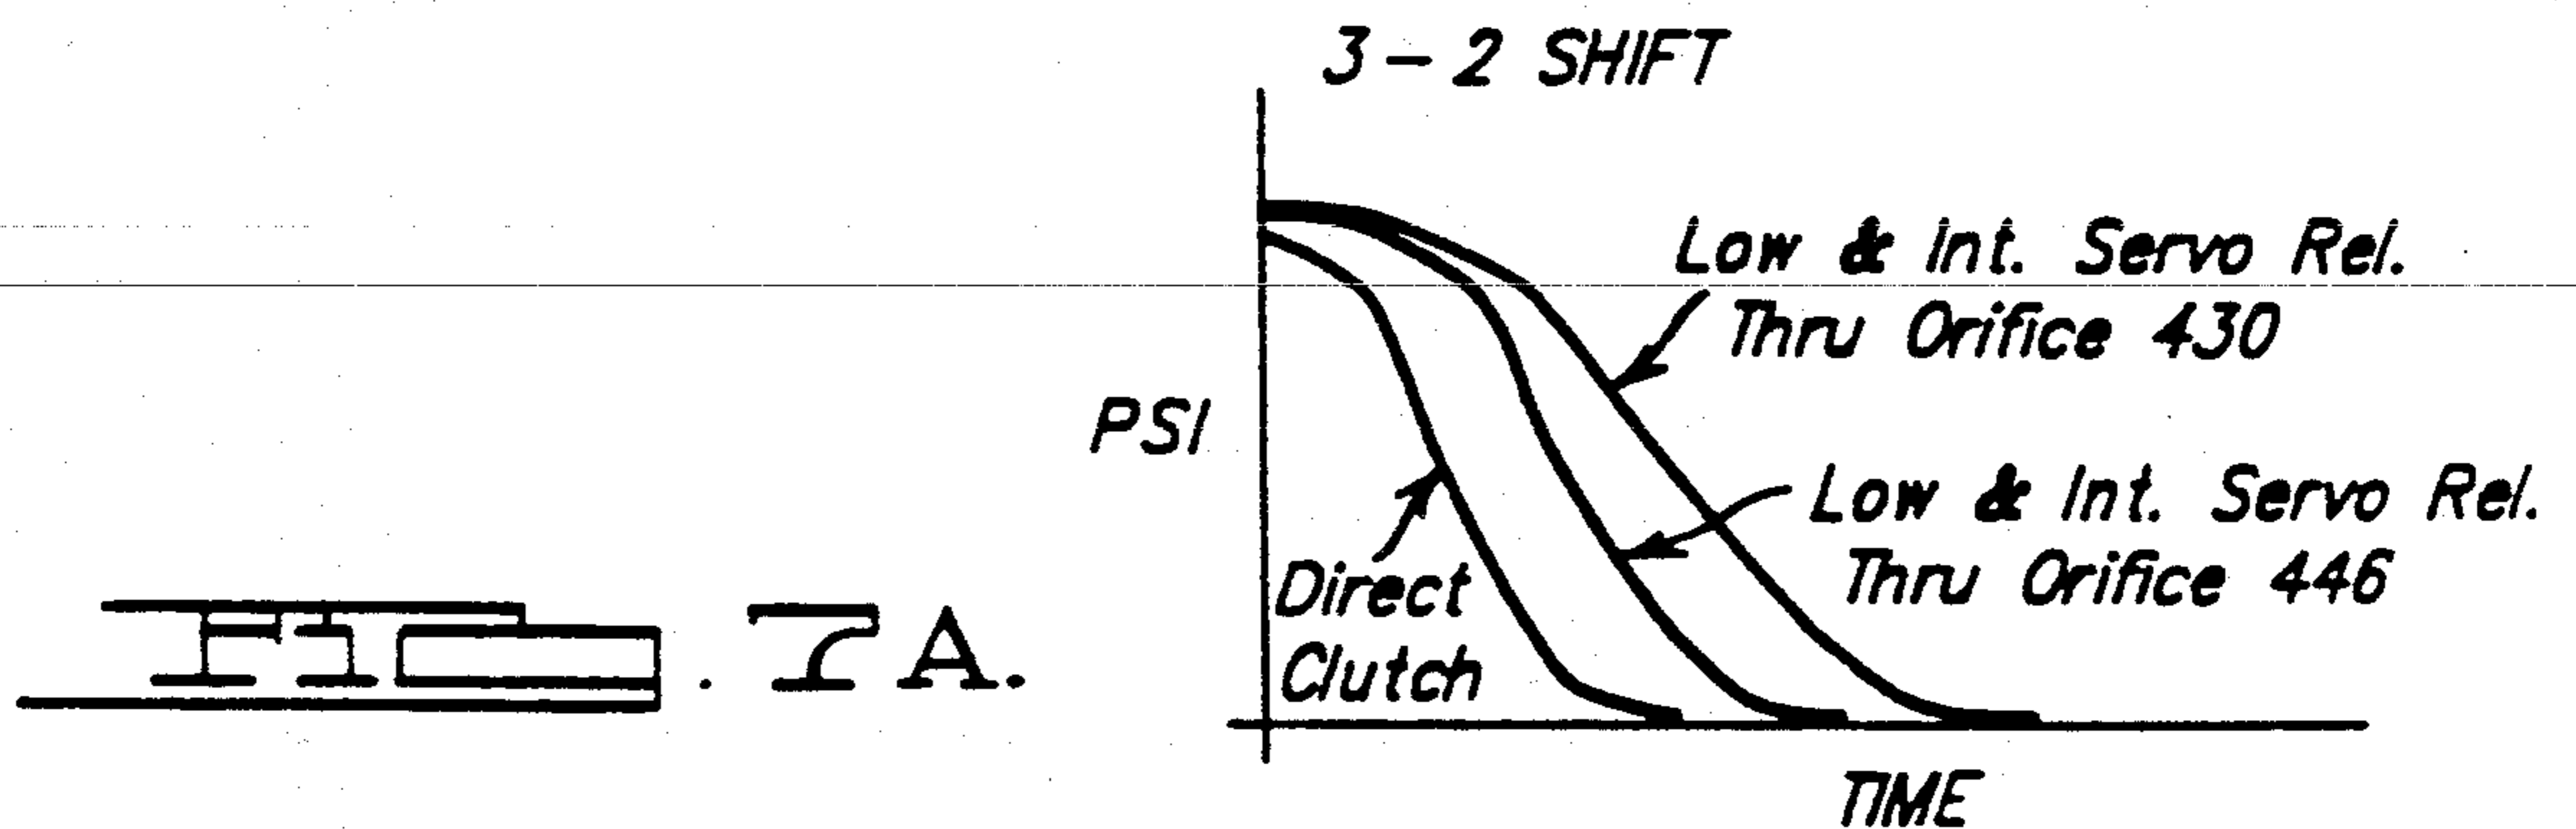 3-2 SHIFT
Low & Int. Servo Rel.
Thru Orifice 430
PSI
Low & Int. Servo Rel.
Thru Orifice 446
Direct
Clutch
FIG. 7A.
TIME